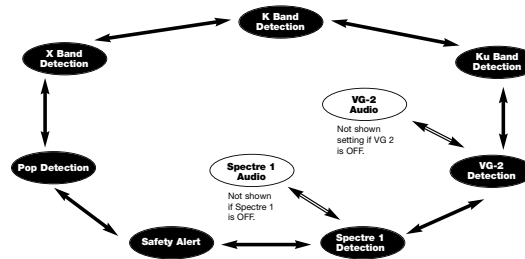 K Band
Detection
X Band
Detection
Ku Band
Detection
VG-2
Audio
Not shown
setting if VG 2
is OFF.
Pop Detection
Spectre 1
Audio
Not shown
if Spectre 1
is OFF.
VG-2
Detection
Safety Alert
Spectre 1
Detection